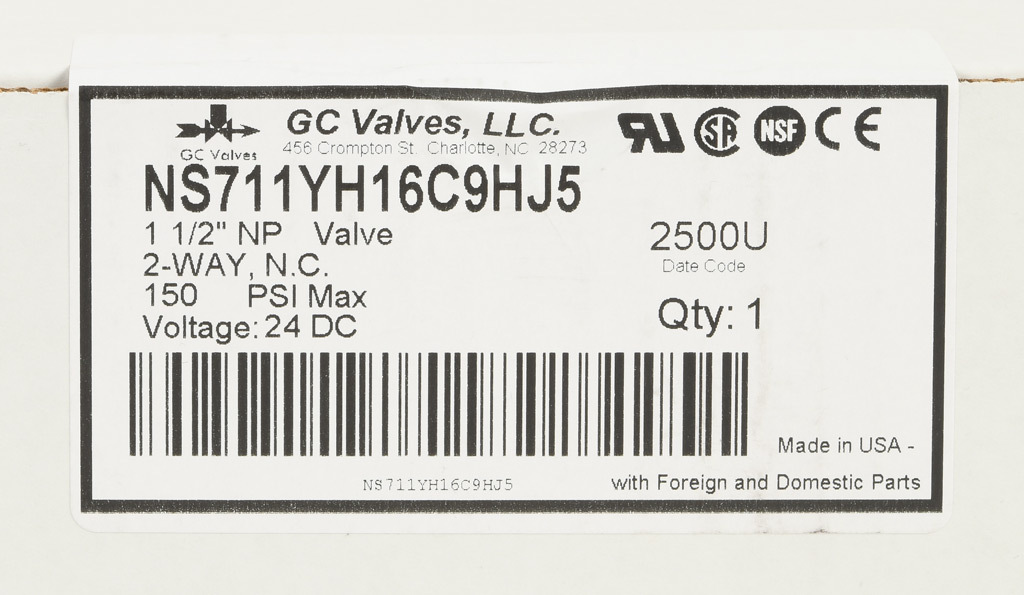 GC Valves, LLC.
456 Crompton St. Charlotte, NC 28273
GC Valves
NS711YH16C9HJ5
1 1/2" NP Valve
2-WAY, N.C.
150 PSI Max
Voltage: 24 DC
RU SA NSF CE
2500U
Date Code
Qty: 1
NS711YH16C9HJ5
Made in USA -
with Foreign and Domestic Parts